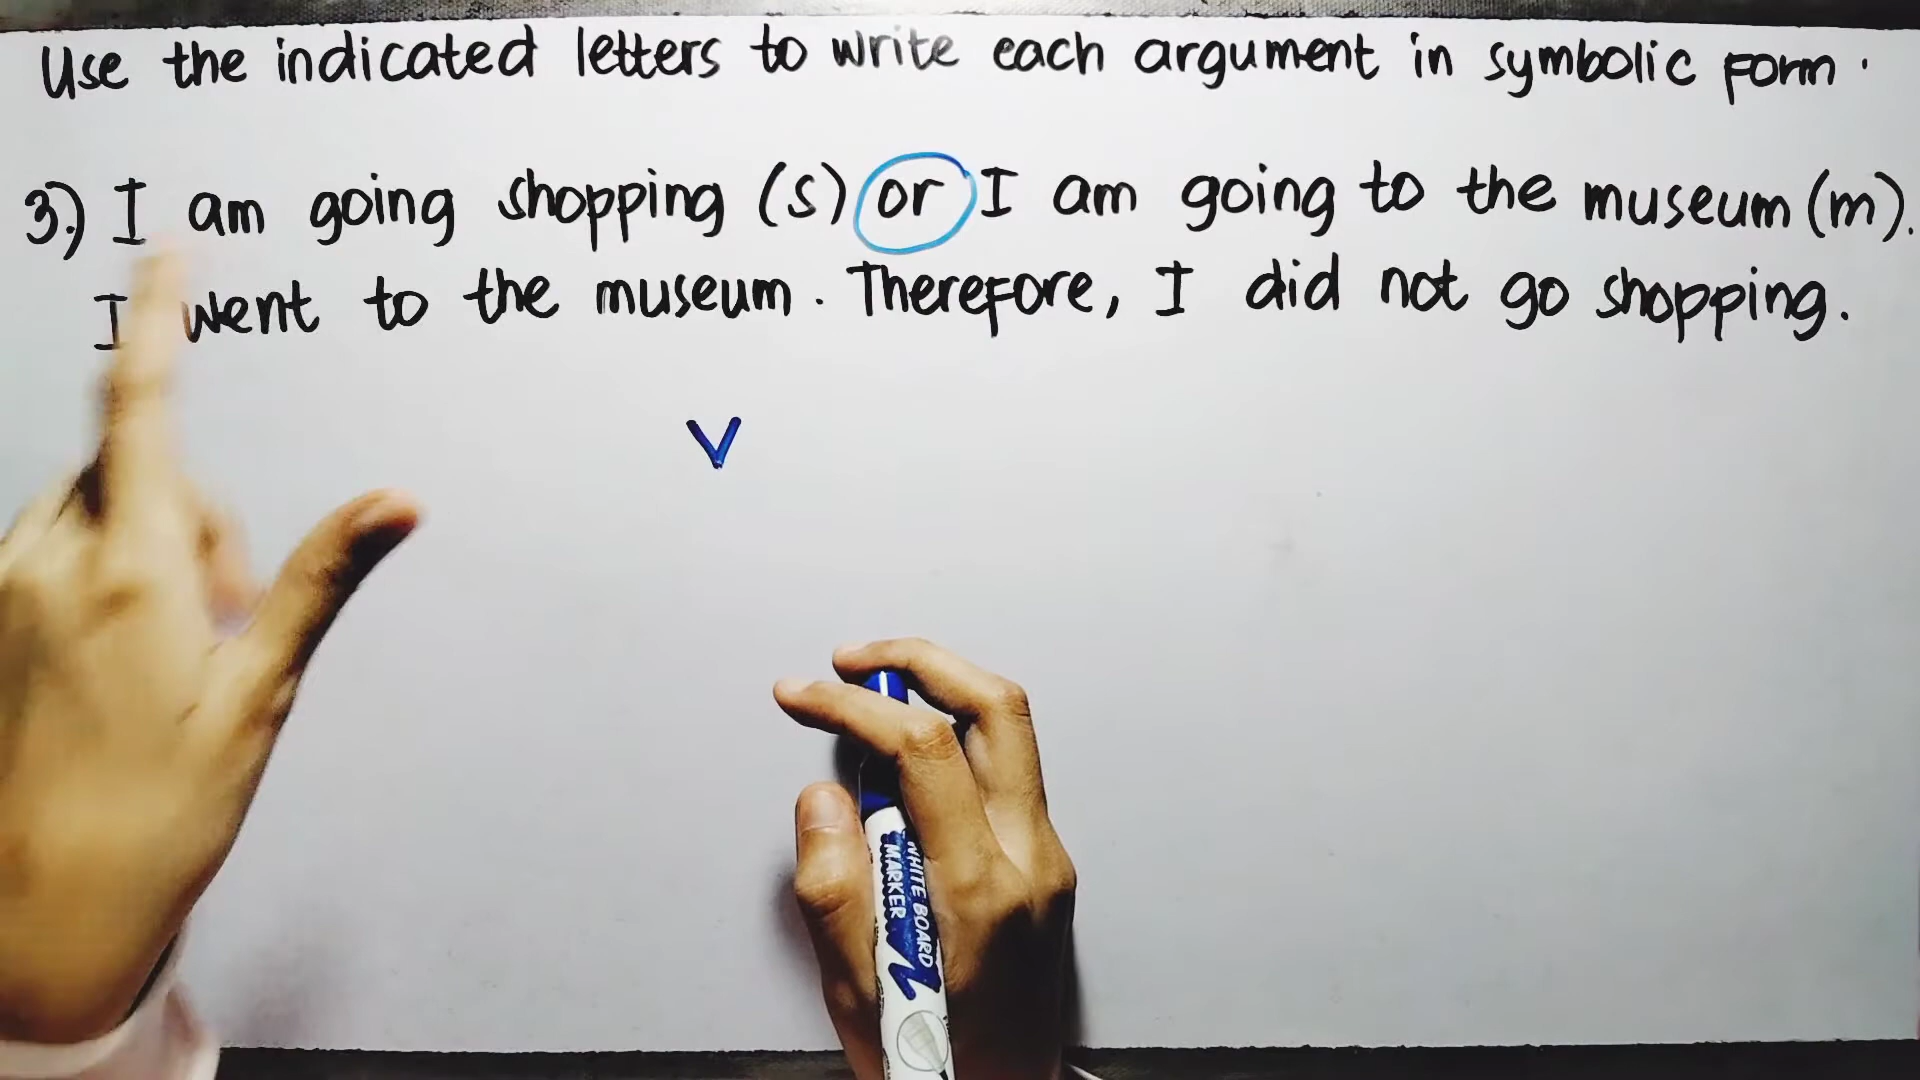 Use the indicated letters to write each argument in symbolic form.
3.) I am going shopping (s) or I am going to the museum (m).
I went to the museum. Therefore, I did not go shopping.
V
WHITE BOARD
MARKER